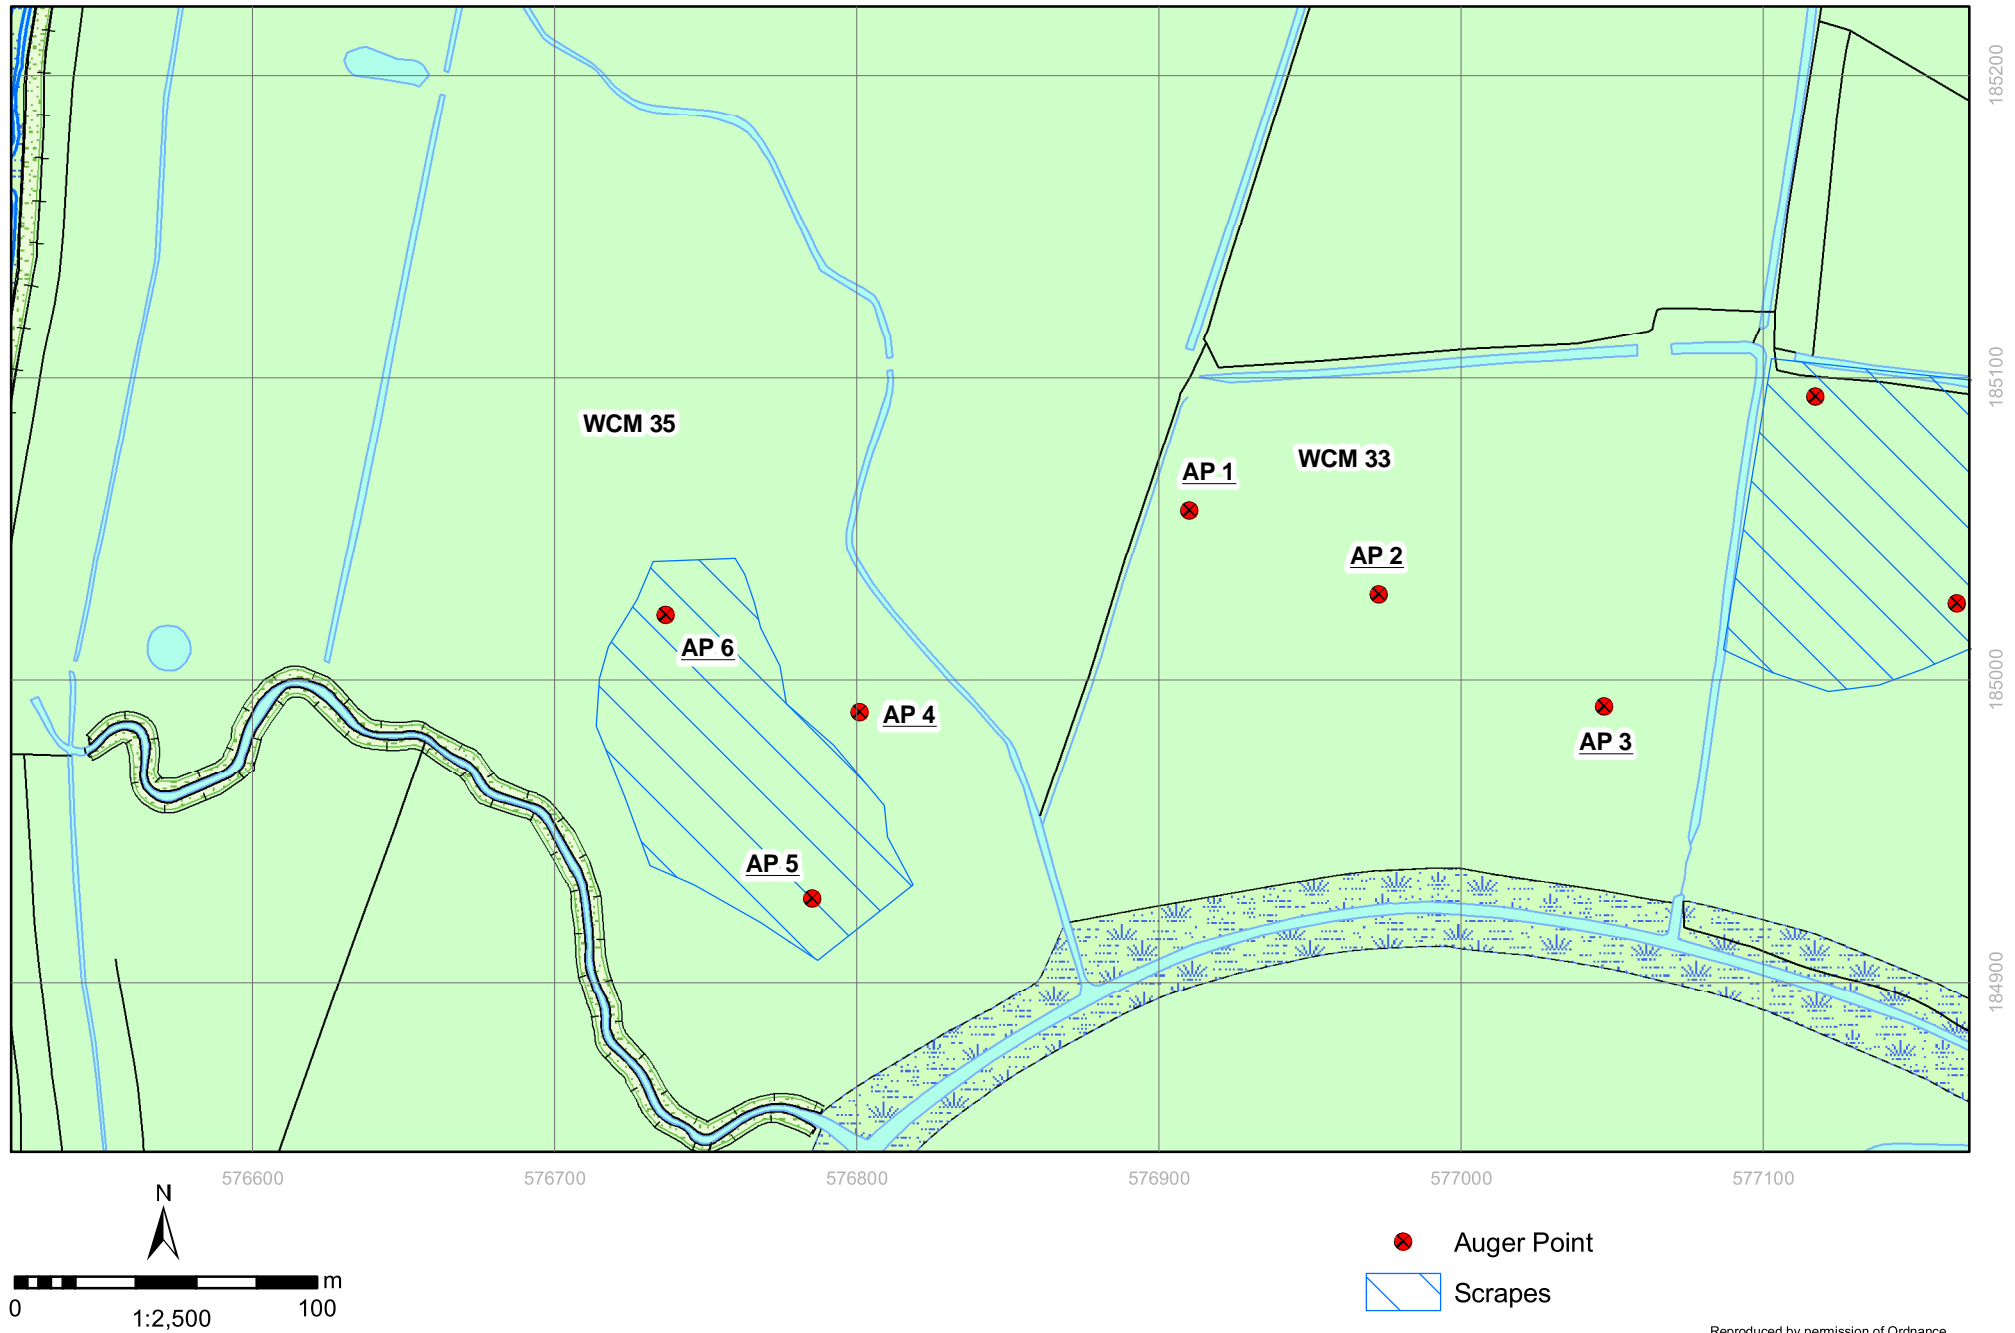 185200
185100
WCM 35
WCM 33
AP 1
AP 2
AP 6
185000
AP 4
AP 3
AP 5
184900
576600
576700
576800
576900
577000
577100
N
Auger Point
m
0
100
1:2,500
Scrapes
Reproduced by permission of Ordnance